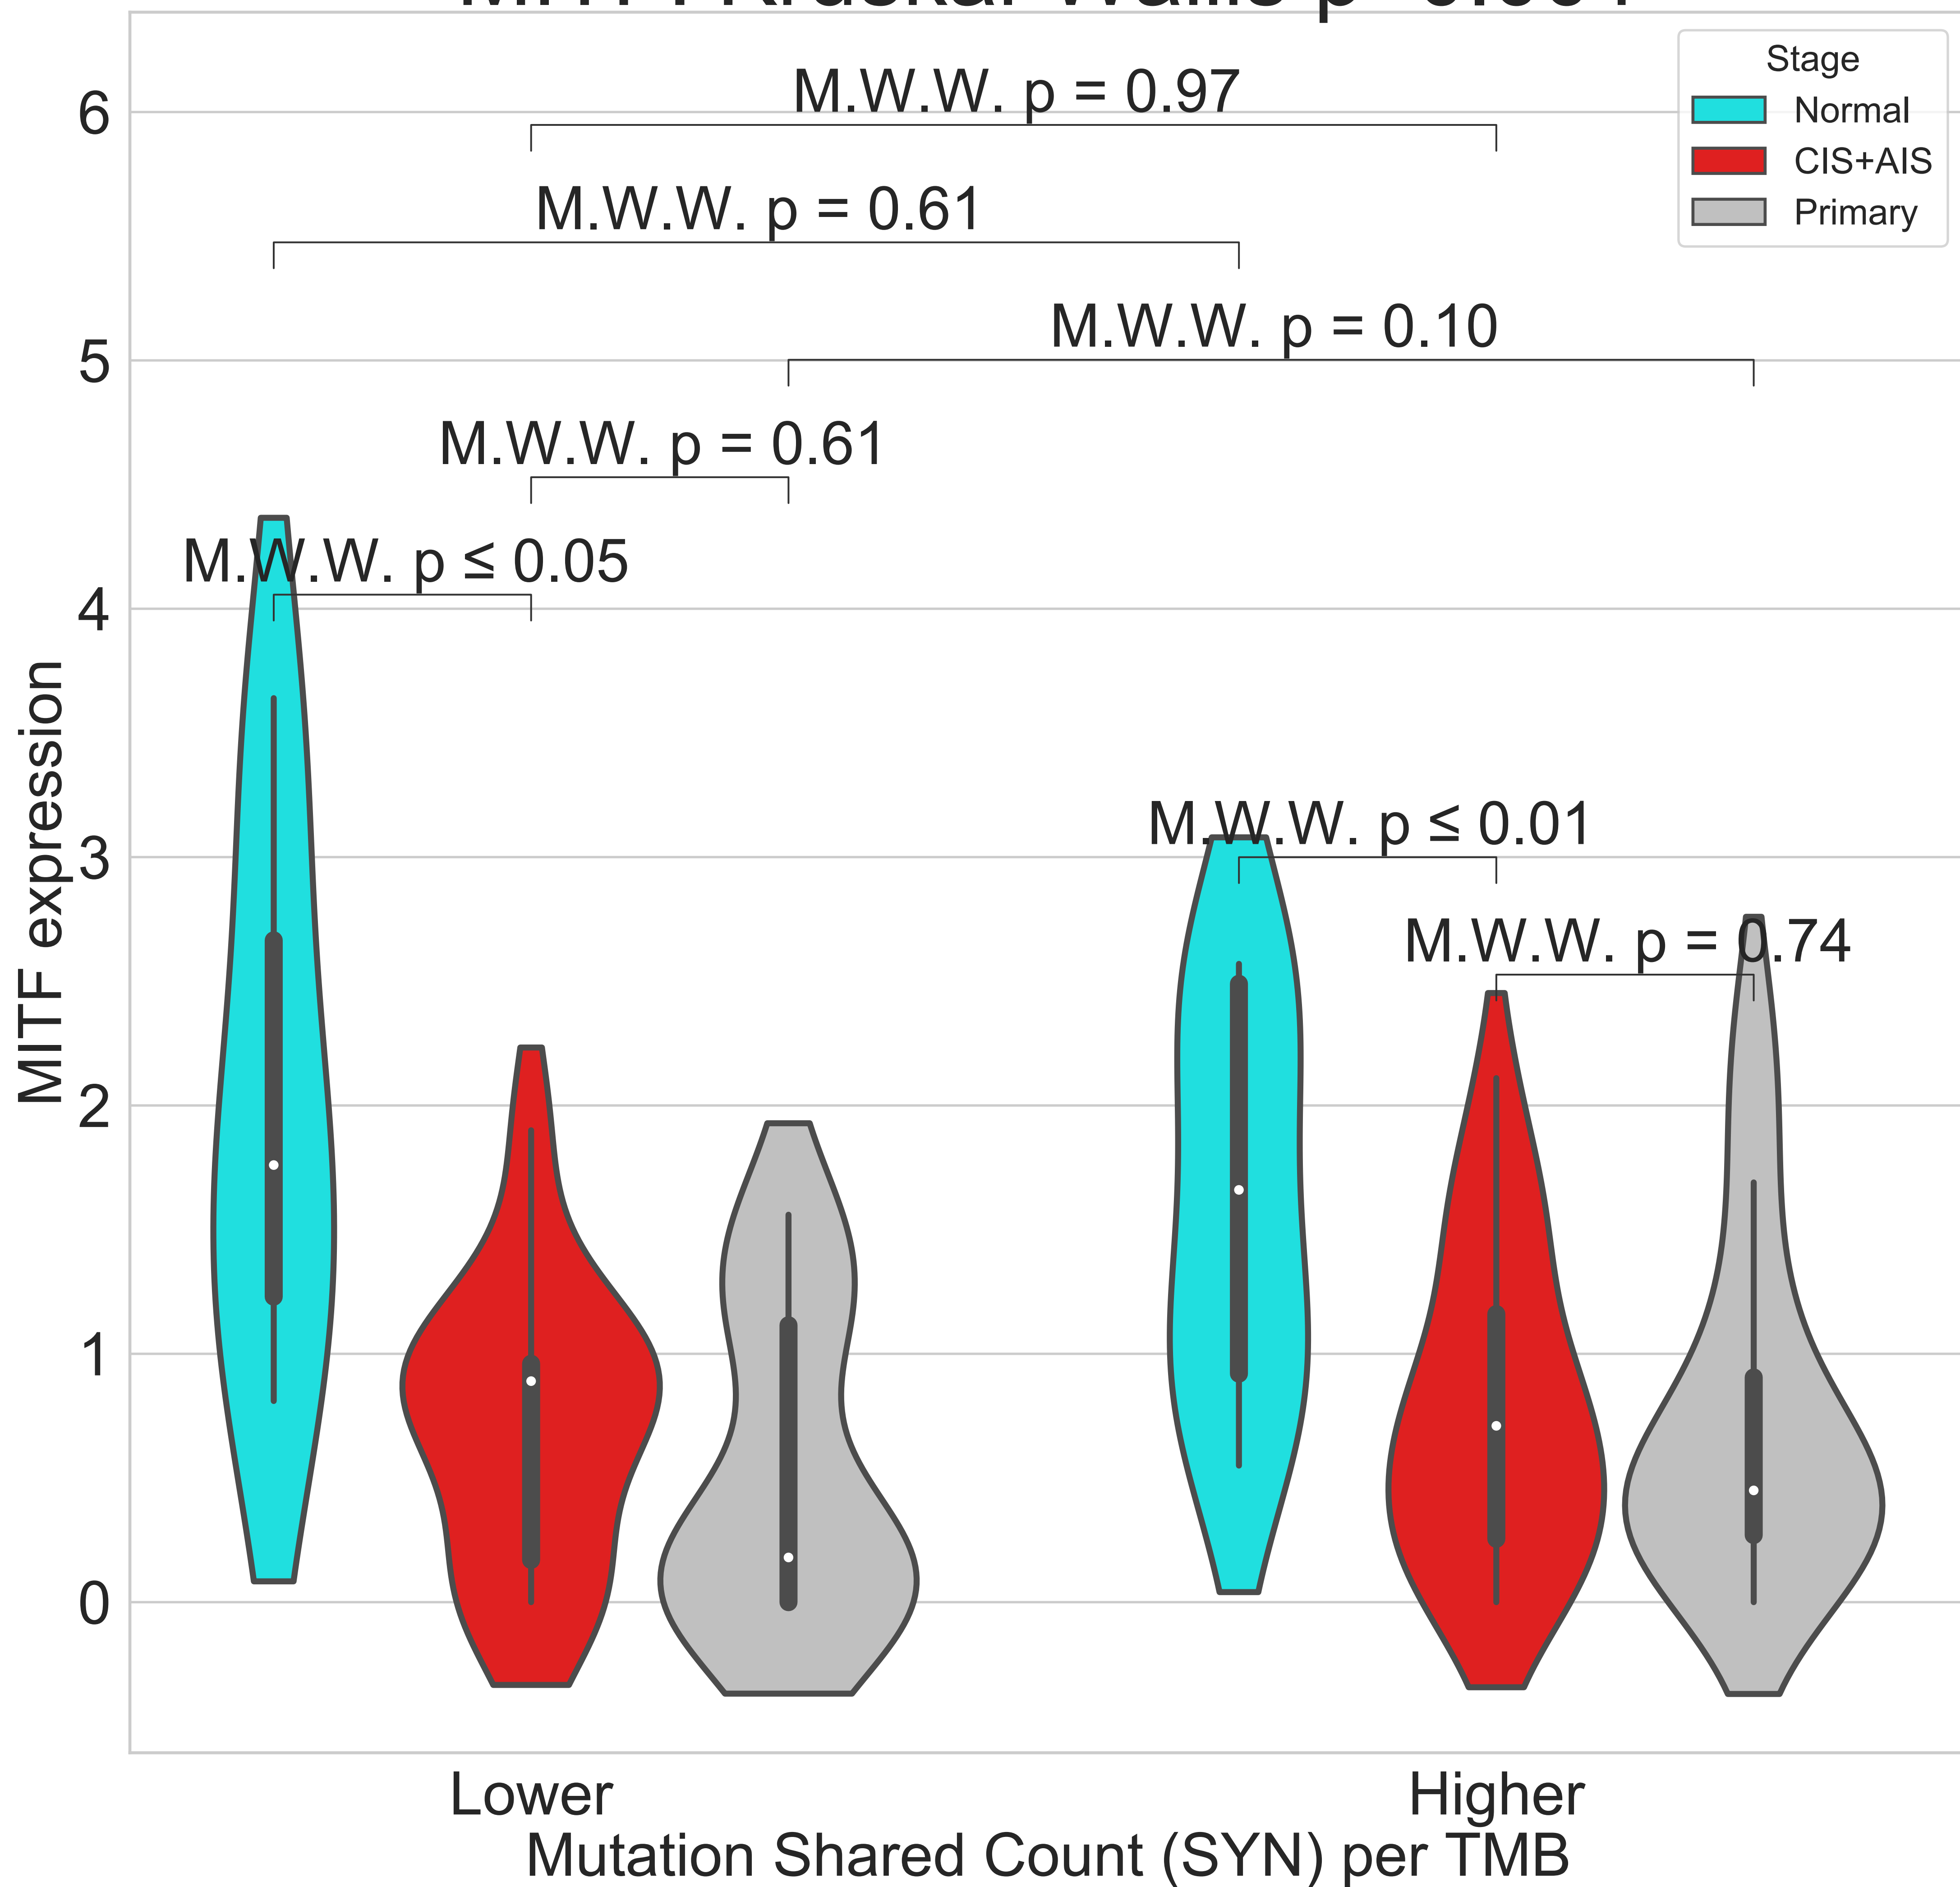 M.W.W. p = 0.97
M.W.W. p = 0.61
M.W.W. p = 0.10
M.W.W. p = 0.61
M.W.W. p ≤ 0.05
M.W.W. p ≤ 0.01
M.W.W. p = 0.74
Stage
Normal
CIS+AIS
Primary
MITF expression
6
5
4
3
2
1
0
Lower
Higher
Mutation Shared Count (SYN) per TMB